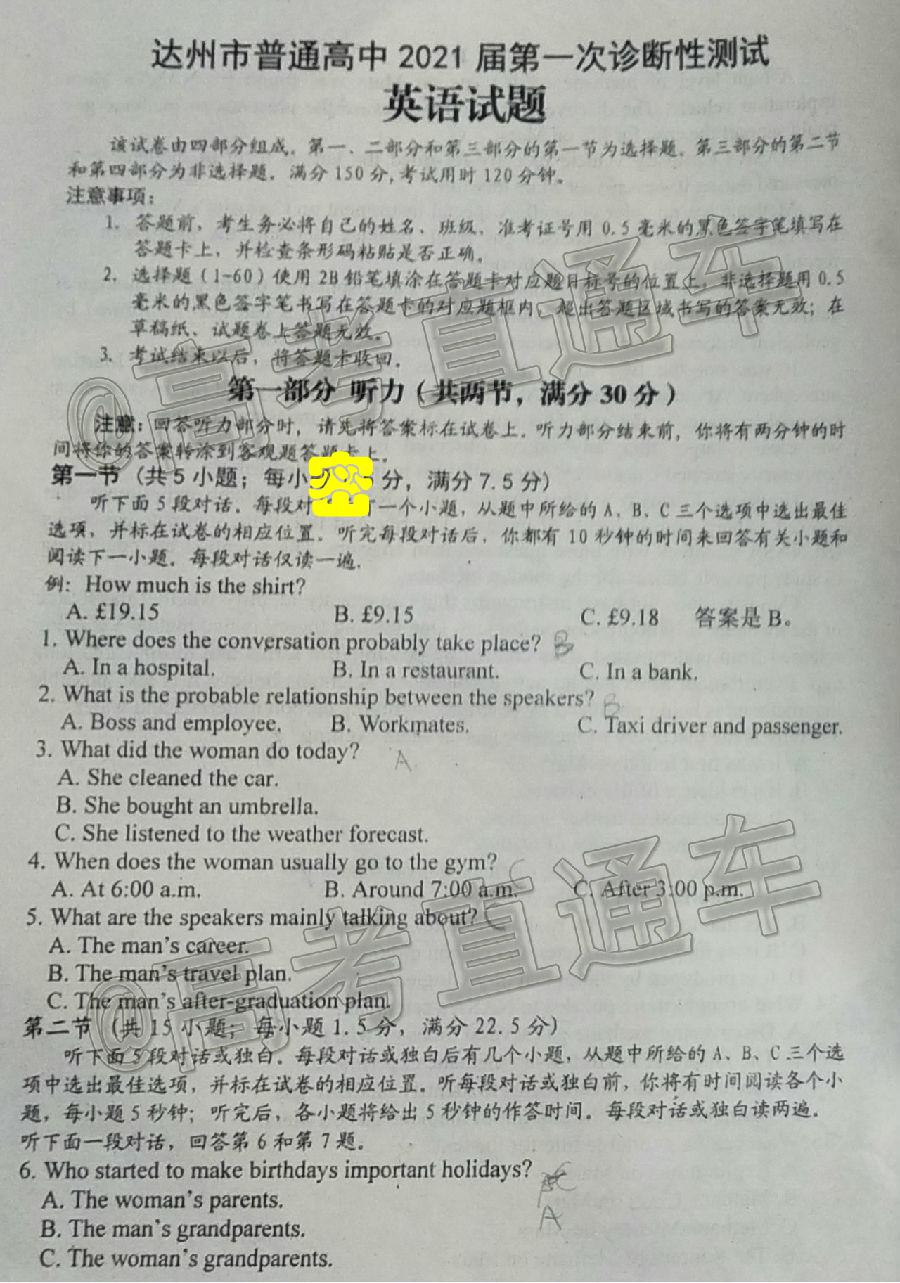 达州市普通高中 2021 届第一次诊断性测试
英语试题
该试卷由四部分组成。第一、二部分和第三部分的第一节为选择题。第三部分的第二节
和第四部分为非选择题。满分 150 分,考试用时 120 分钟。
注意事项:
1. 答题前，考生务必将自己的姓名、班级、准考证号用 0.5 毫米的黑色签字笔填写在
答题卡上，并检查条形码粘贴是否正确。
2. 选择题（1-60）使用 2B 铅笔填涂在答题卡对应题目标号的位置上，非选择题用 0.5
毫米的黑色签字笔书写在答题卡的对应题框内，超出答题区域书写的答案无效；在
草稿纸、试题卷上答题无效。
3. 考试结束以后，将答题卡收回。
第一部分 听力（共两节，满分 30 分）
注意：回答听力部分时，请先将答案标在试卷上。听力部分结束前，你将有两分钟的时
间将你的答案转涂到客观题答题卡上。
第一节（共 5 小题；每小 5 分，满分 7.5 分）
听下面 5 段对话。每段对 一个小题，从题中所给的 A、B、C 三个选项中选出最佳
选项，并标在试卷的相应位置。听完每段对话后，你都有 10 秒钟的时间来回答有关小题和
阅读下一小题。每段对话仅读一遍.
例: How much is the shirt?
A. £19.15 B. £9.15 C. £9.18 答案是 B。
1. Where does the conversation probably take place? B
A. In a hospital. B. In a restaurant. C. In a bank.
2. What is the probable relationship between the speakers? B
A. Boss and employee. B. Workmates. C. Taxi driver and passenger.
3. What did the woman do today? A
A. She cleaned the car.
B. She bought an umbrella.
C. She listened to the weather forecast.
4. When does the woman usually go to the gym? C
A. At 6:00 a.m. B. Around 7:00 a.m. C. After 3:00 p.m.
5. What are the speakers mainly talking about? C
A. The man's career.
B. The man's travel plan.
C. The man's after-graduation plan.
第二节（共 15 小题；每小题 1.5 分，满分 22.5 分）
听下面 5 段对话或独白。每段对话或独白后有几个小题，从题中所给的 A、B、C 三个选
项中选出最佳选项，并标在试卷的相应位置。听每段对话或独白前，你将有时间阅读各个小
题，每小题 5 秒钟；听完后，各小题将给出 5 秒钟的作答时间。每段对话或独白读两遍。
听下面一段对话，回答第 6 和第 7 题。
6. Who started to make birthdays important holidays? C
A. The woman's parents. A
B. The man's grandparents.
C. The woman's grandparents.
@高考直通车
@高考直通车